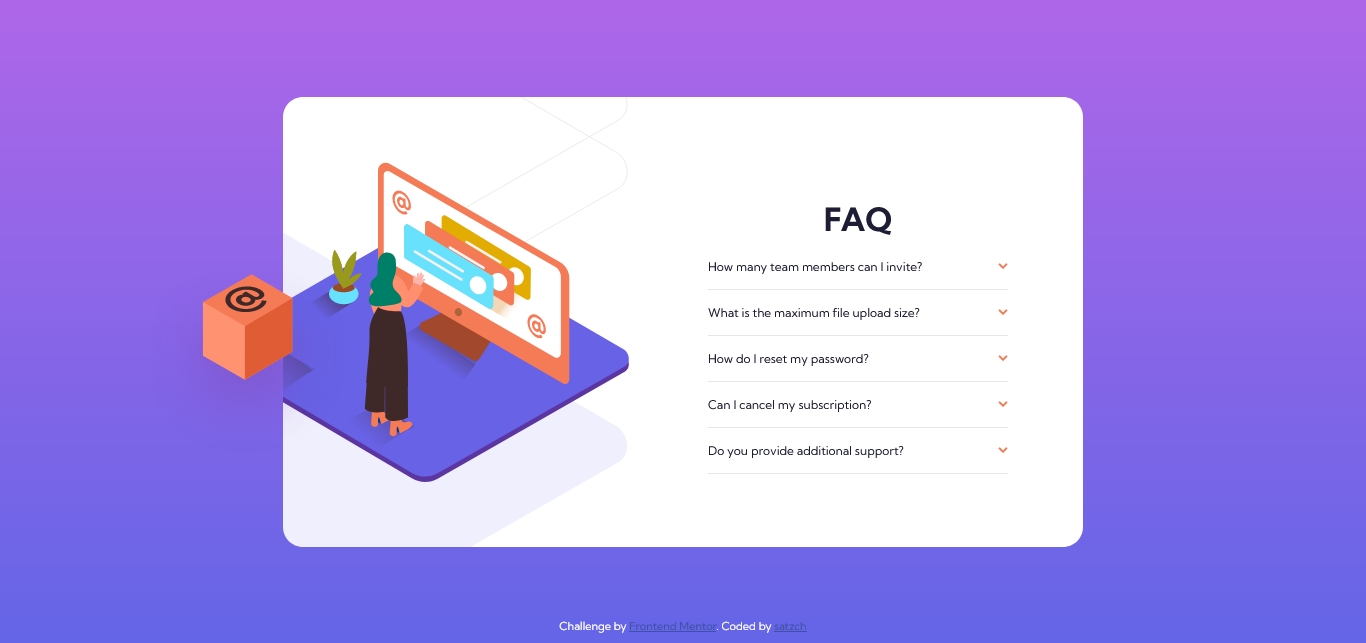 @
@
@
FAQ
How many team members can I invite?
What is the maximum file upload size?
How do I reset my password?
Can I cancel my subscription?
Do you provide additional support?
Challenge by Frontend Mentor. Coded by satzch